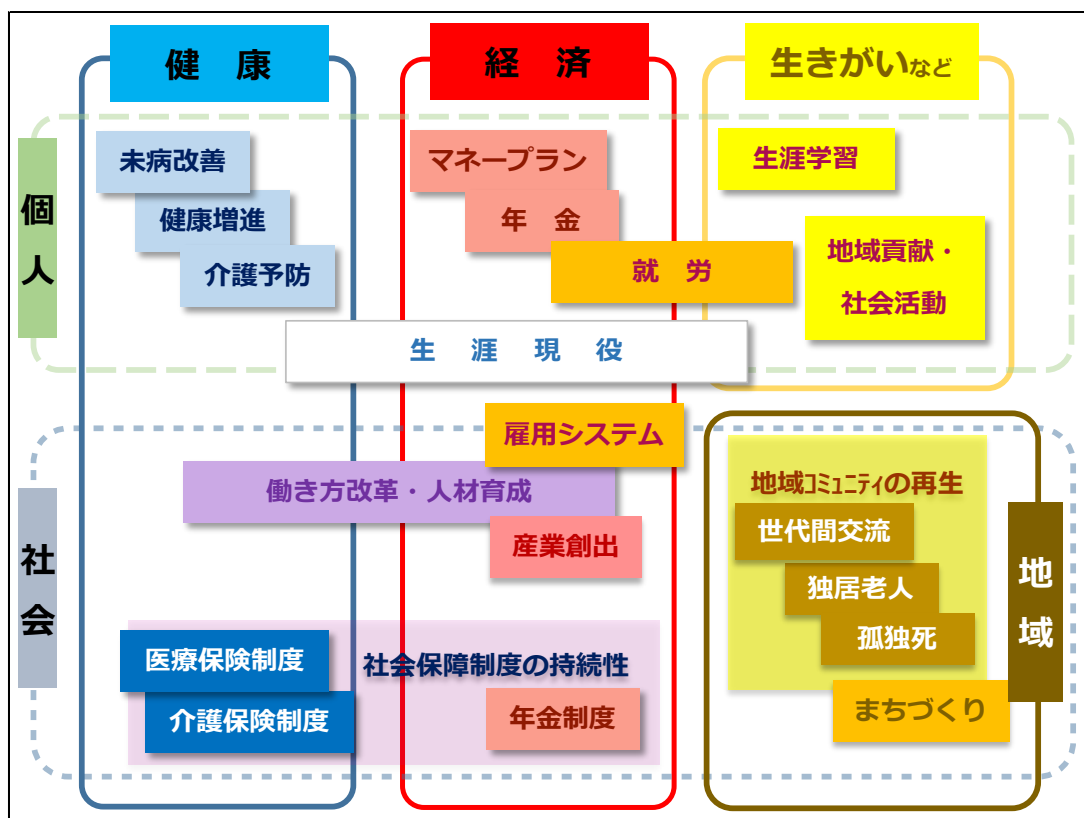 健 康
経 済
生きがいなど
個人
未病改善
健康増進
介護予防
マネープラン
年 金
就 労
生涯学習
地域貢献・
社会活動
生 涯 現 役
社会
雇用システム
働き方改革・人材育成
産業創出
医療保険制度
社会保障制度の持続性
介護保険制度
年金制度
地域コミュニティの再生
世代間交流
独居老人
孤独死
まちづくり
地域